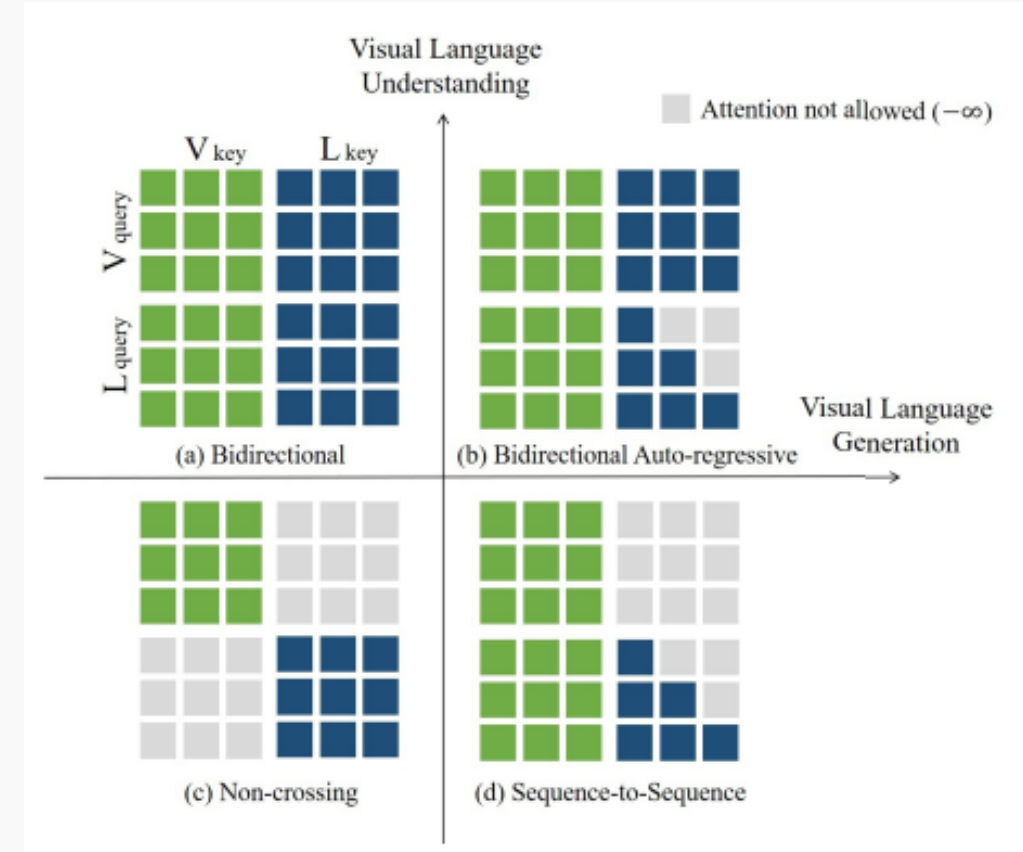 Visual Language
Understanding
Attention not allowed (−∞)
V key
L key
V query
L query
(a) Bidirectional
(b) Bidirectional Auto-regressive
Visual Language
Generation
(c) Non-crossing
(d) Sequence-to-Sequence